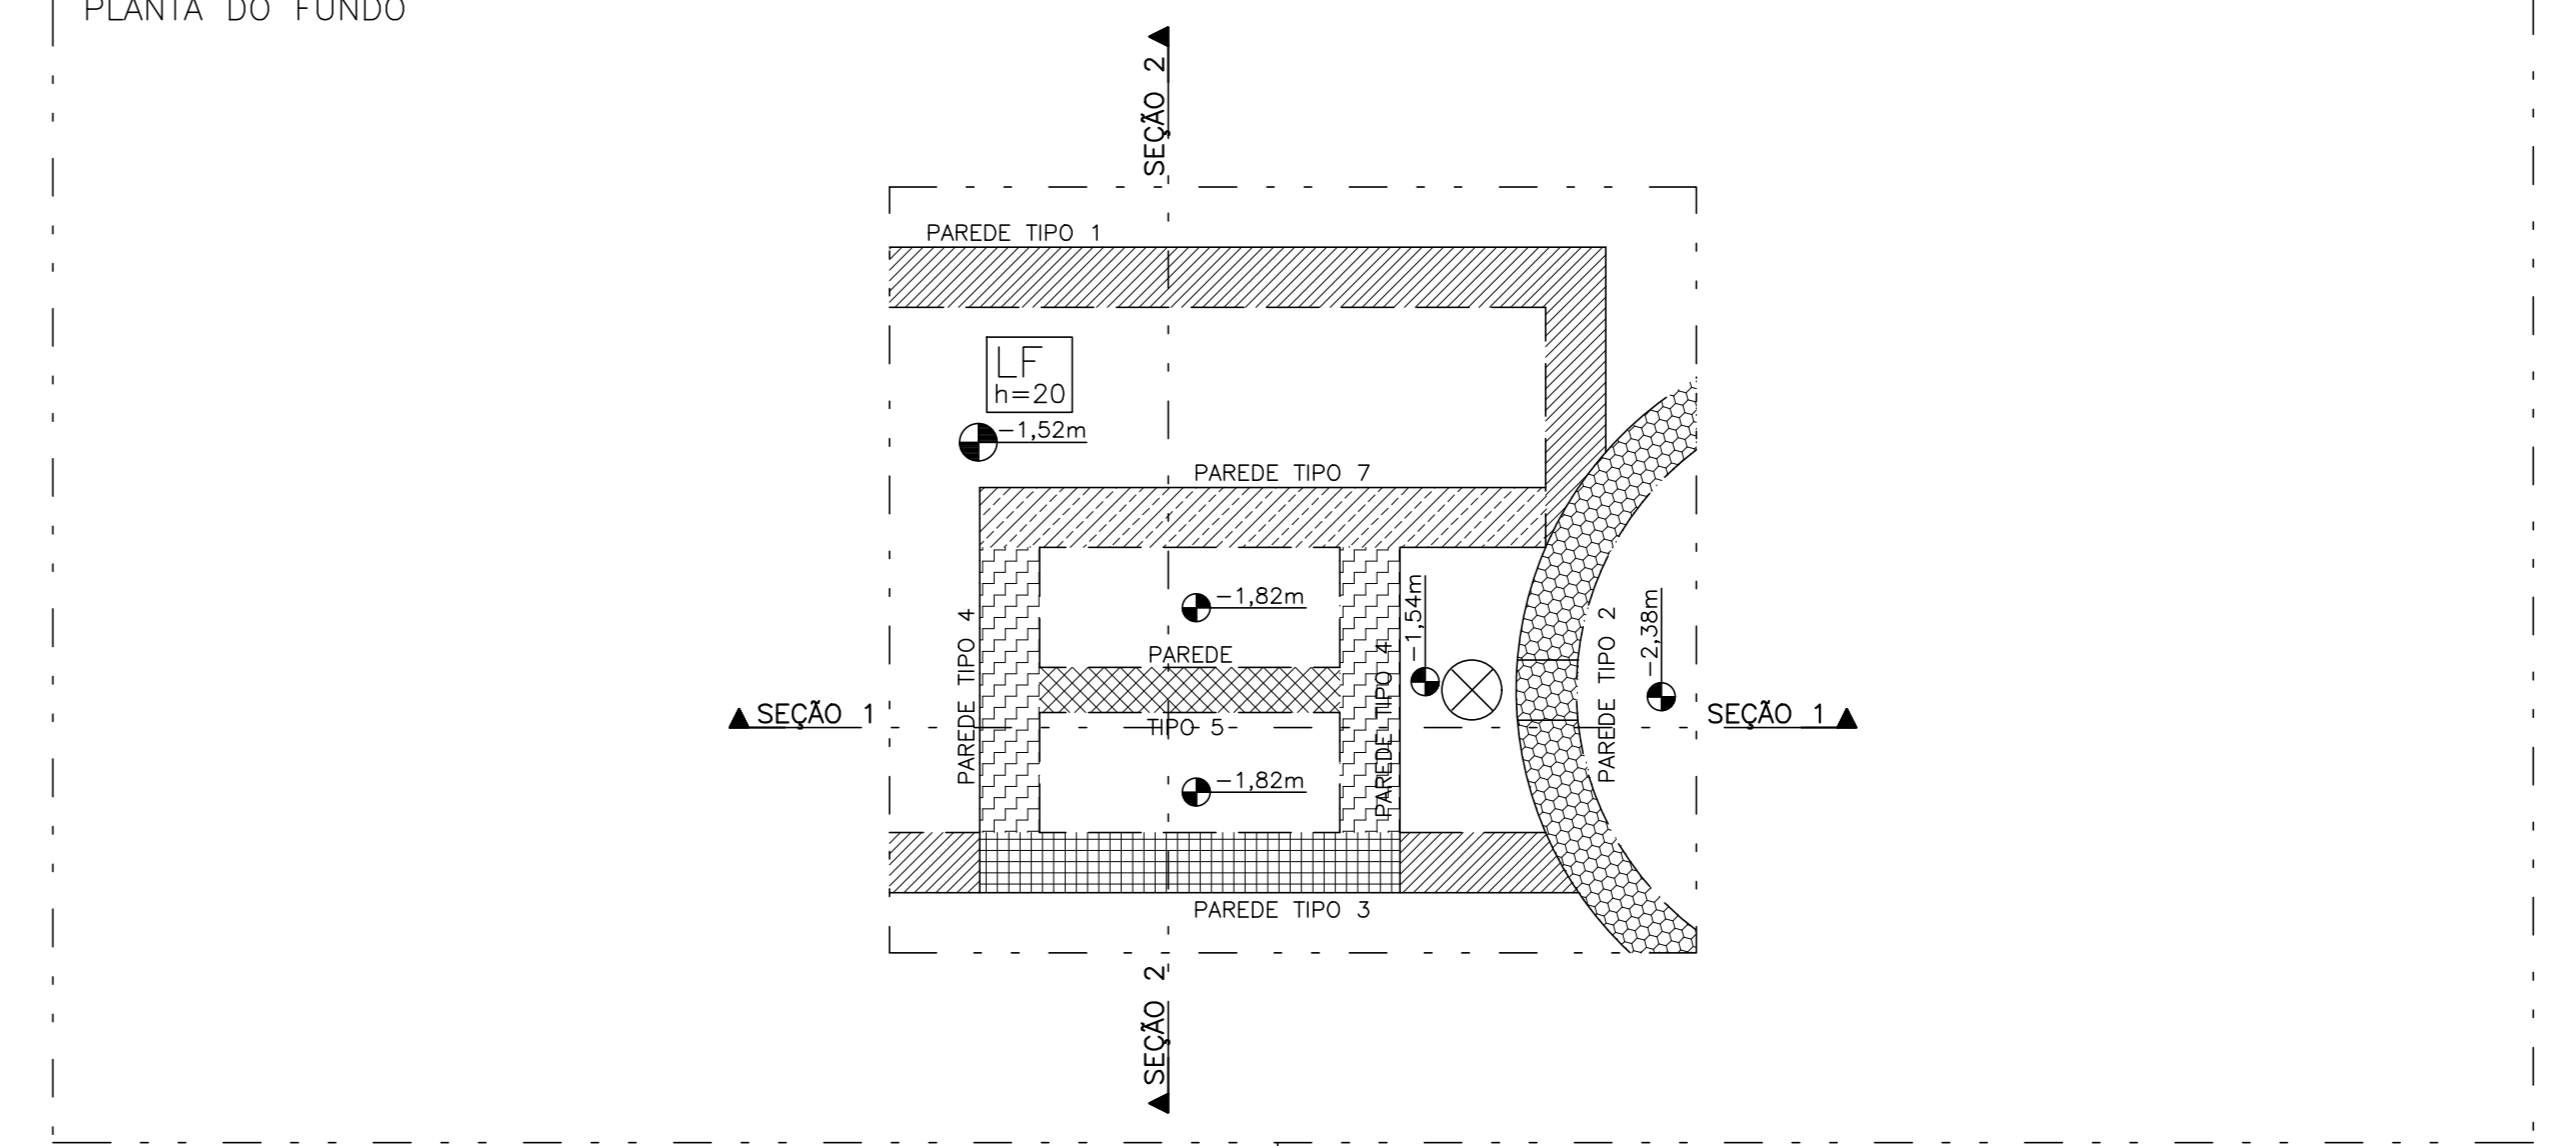 PLANTA DO FUNDO
SEÇÃO 2
PAREDE TIPO 1
LF
h=20
-1,52m
PAREDE TIPO 7
-1,82m
PAREDE
TIPO 5
-1,82m
PAREDE TIPO 4
PAREDE TIPO 4
-1,54m
PAREDE TIPO 2
-2,38m
SEÇÃO 1
SEÇÃO 1
PAREDE TIPO 3
SEÇÃO 2